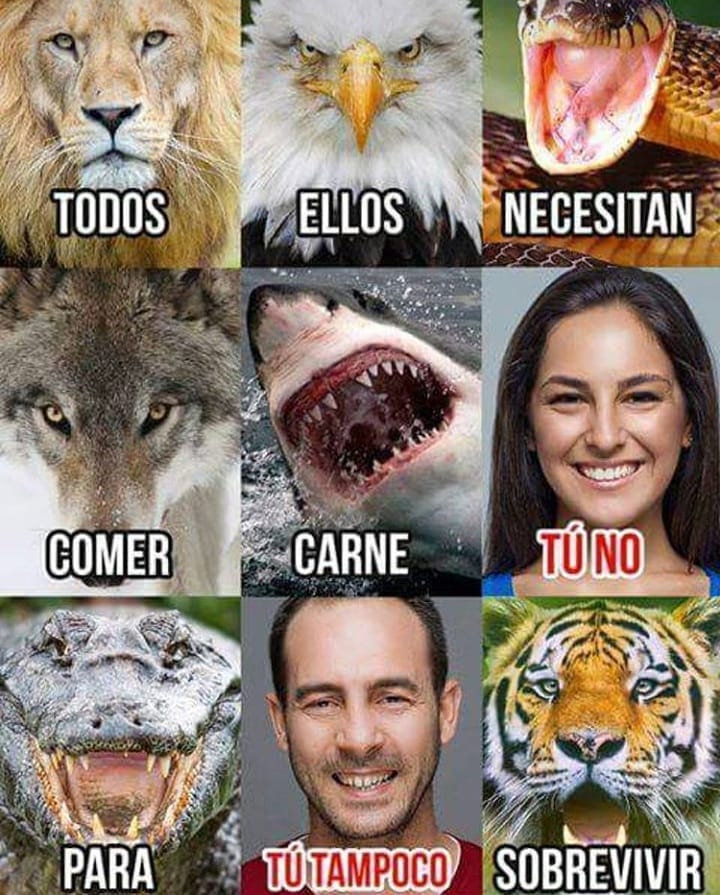 TODOS ELLOS NECESITAN
COMER CARNE TÚ NO
PARA TÚ TAMPOCO SOBREVIVIR